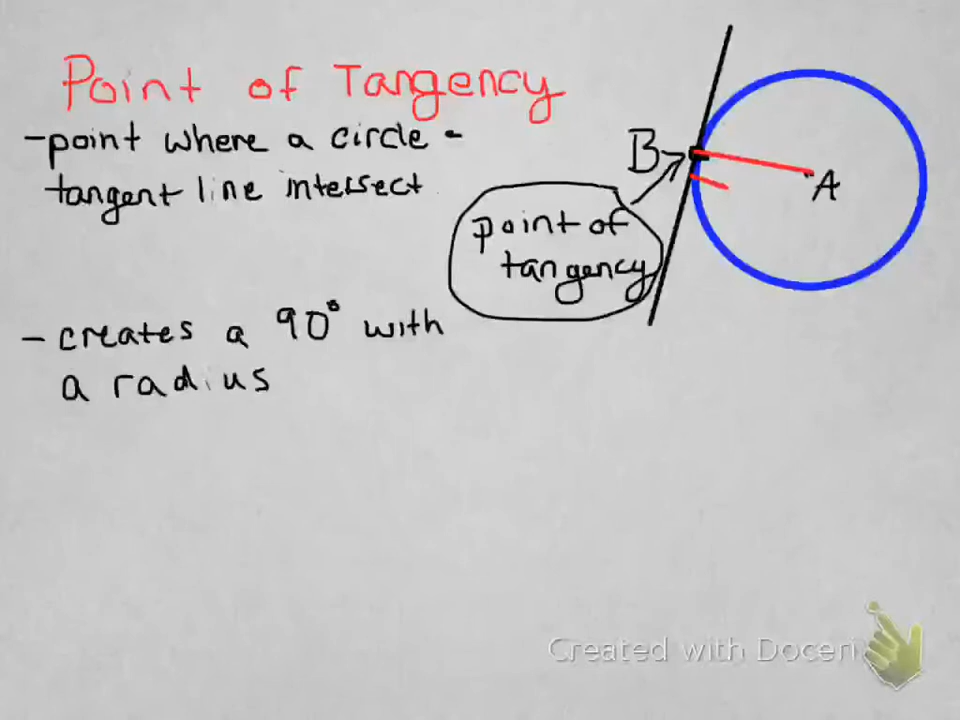 Point of Tangency
-point where a circle -
tangent line intersect
B
A
point of
tangency
- creates a 90° with
a radius
Created with Doceri